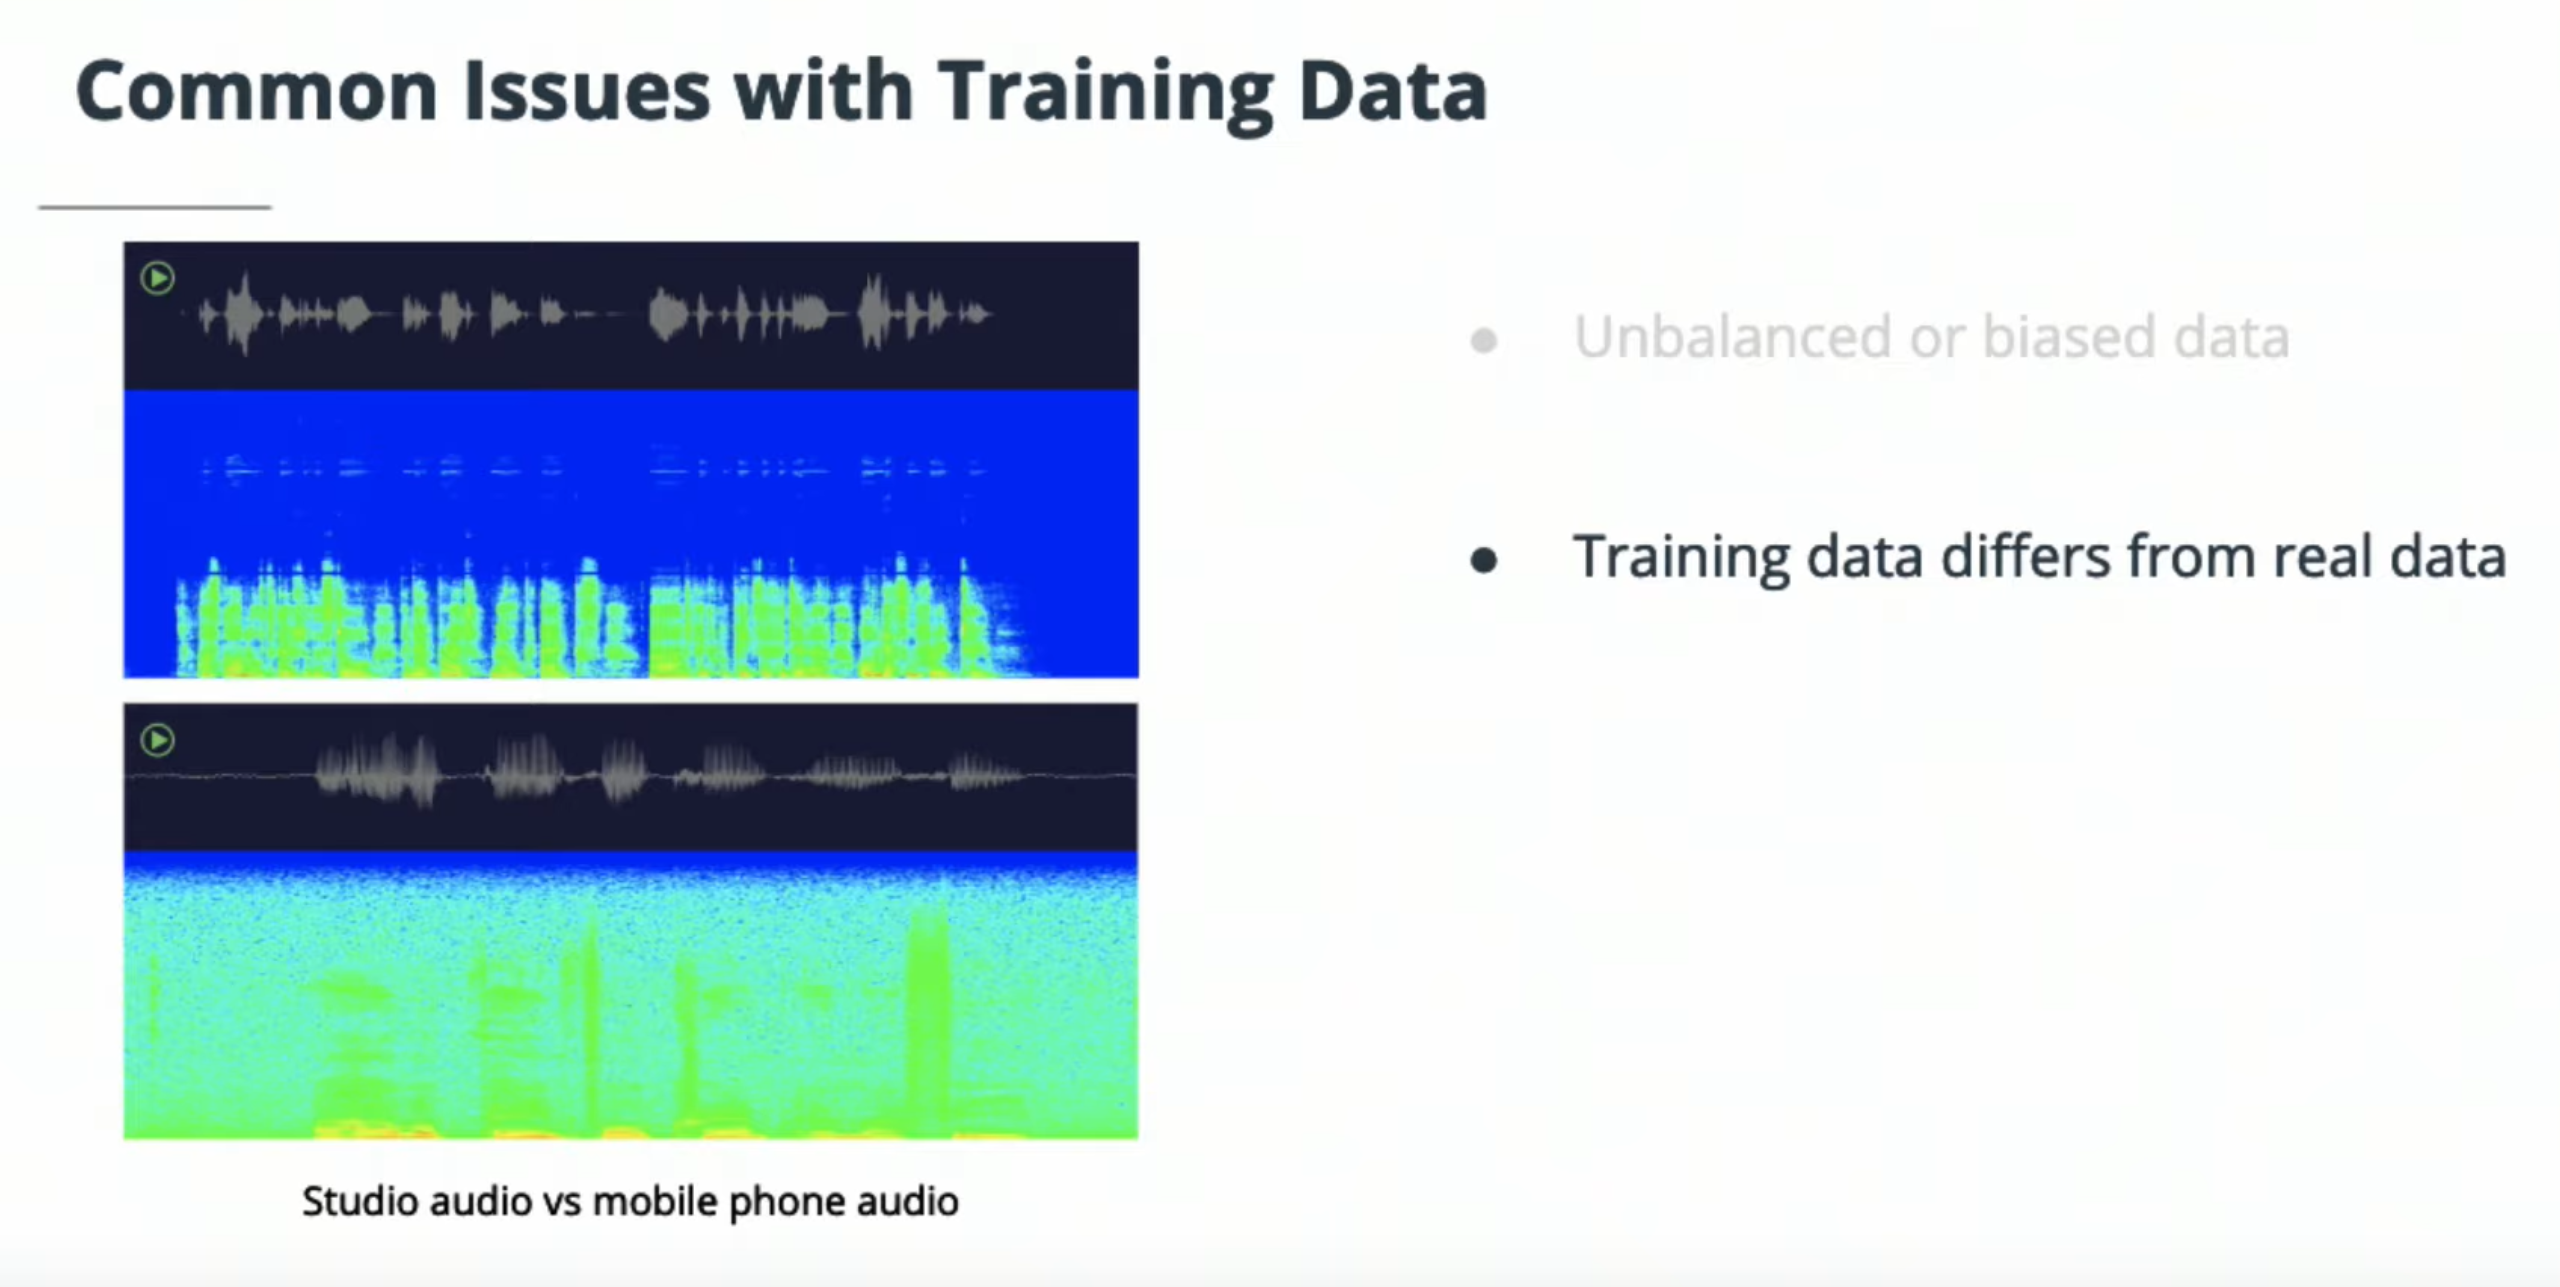 Common Issues with Training Data
Unbalanced or biased data
Training data differs from real data
Studio audio vs mobile phone audio